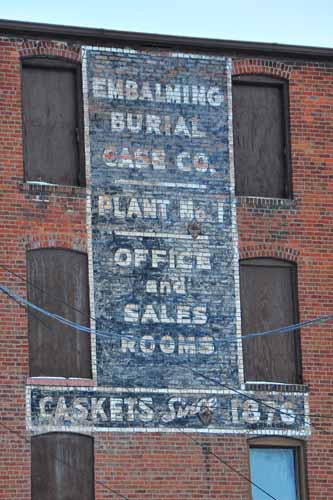 EMBALMING
BURIAL
CASE CO.
PLANT No. 1
OFFICE
and
SALES
ROOMS
CASKETS Since 1876